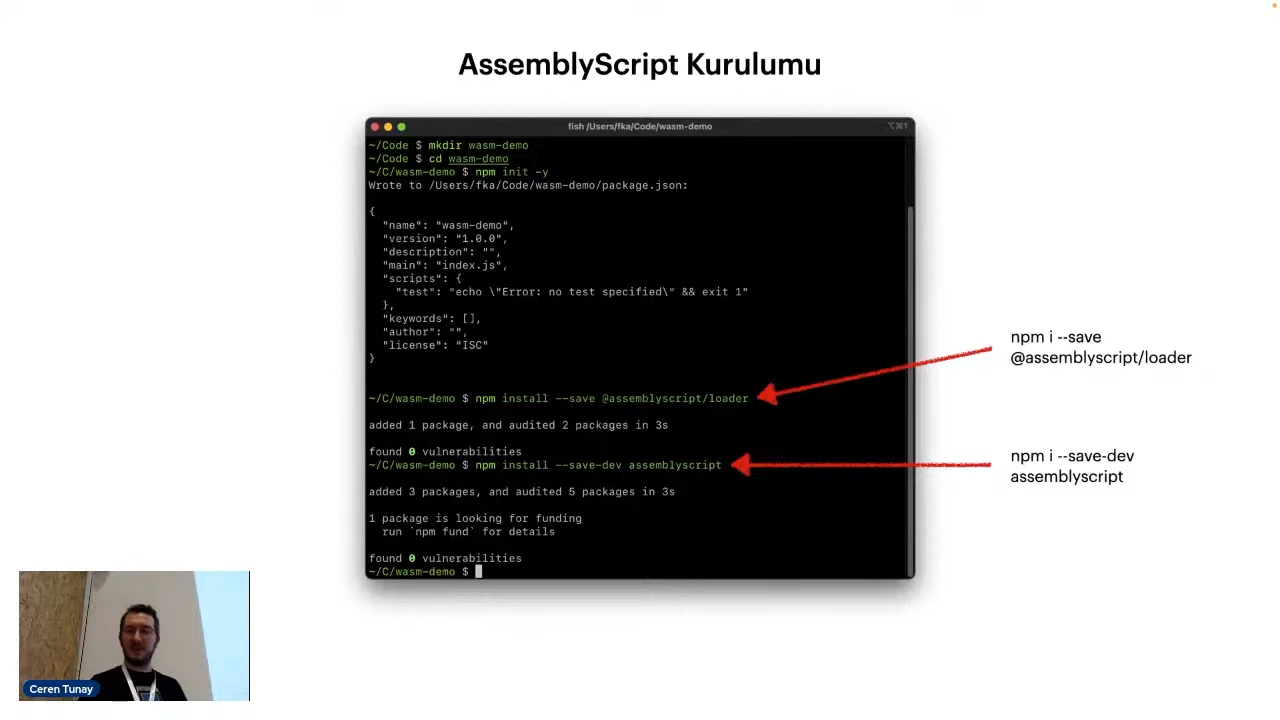 AssemblyScript Kurulumu
fish /Users/fka/Code/wasm-demo
⌥⌘1
~/Code $ mkdir wasm-demo
~/Code $ cd wasm-demo
~/C/wasm-demo $ npm init -y
Wrote to /Users/fka/Code/wasm-demo/package.json:
{
"name": "wasm-demo",
"version": "1.0.0",
"description": "",
"main": "index.js",
"scripts": {
"test": "echo \"Error: no test specified\" && exit 1"
},
"keywords": [],
"author": "",
"license": "ISC"
}
~/C/wasm-demo $ npm install --save @assemblyscript/loader
added 1 package, and audited 2 packages in 3s
found 0 vulnerabilities
~/C/wasm-demo $ npm install --save-dev assemblyscript
added 3 packages, and audited 5 packages in 3s
1 package is looking for funding
run `npm fund` for details
found 0 vulnerabilities
~/C/wasm-demo $
npm i --save
@assemblyscript/loader
npm i --save-dev
assemblyscript
Ceren Tunay